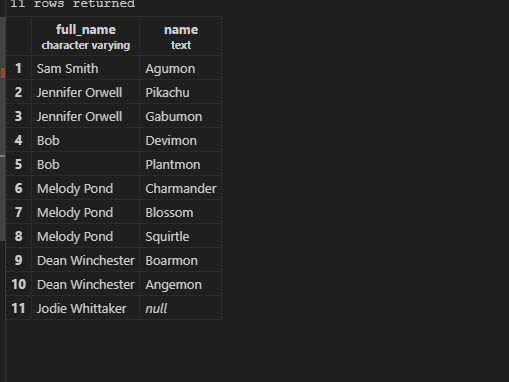 11 rows returned
full_name name
character varying text
1 Sam Smith Agumon
2 Jennifer Orwell Pikachu
3 Jennifer Orwell Gabumon
4 Bob Devimon
5 Bob Plantmon
6 Melody Pond Charmander
7 Melody Pond Blossom
8 Melody Pond Squirtle
9 Dean Winchester Boarmon
10 Dean Winchester Angemon
11 Jodie Whittaker null